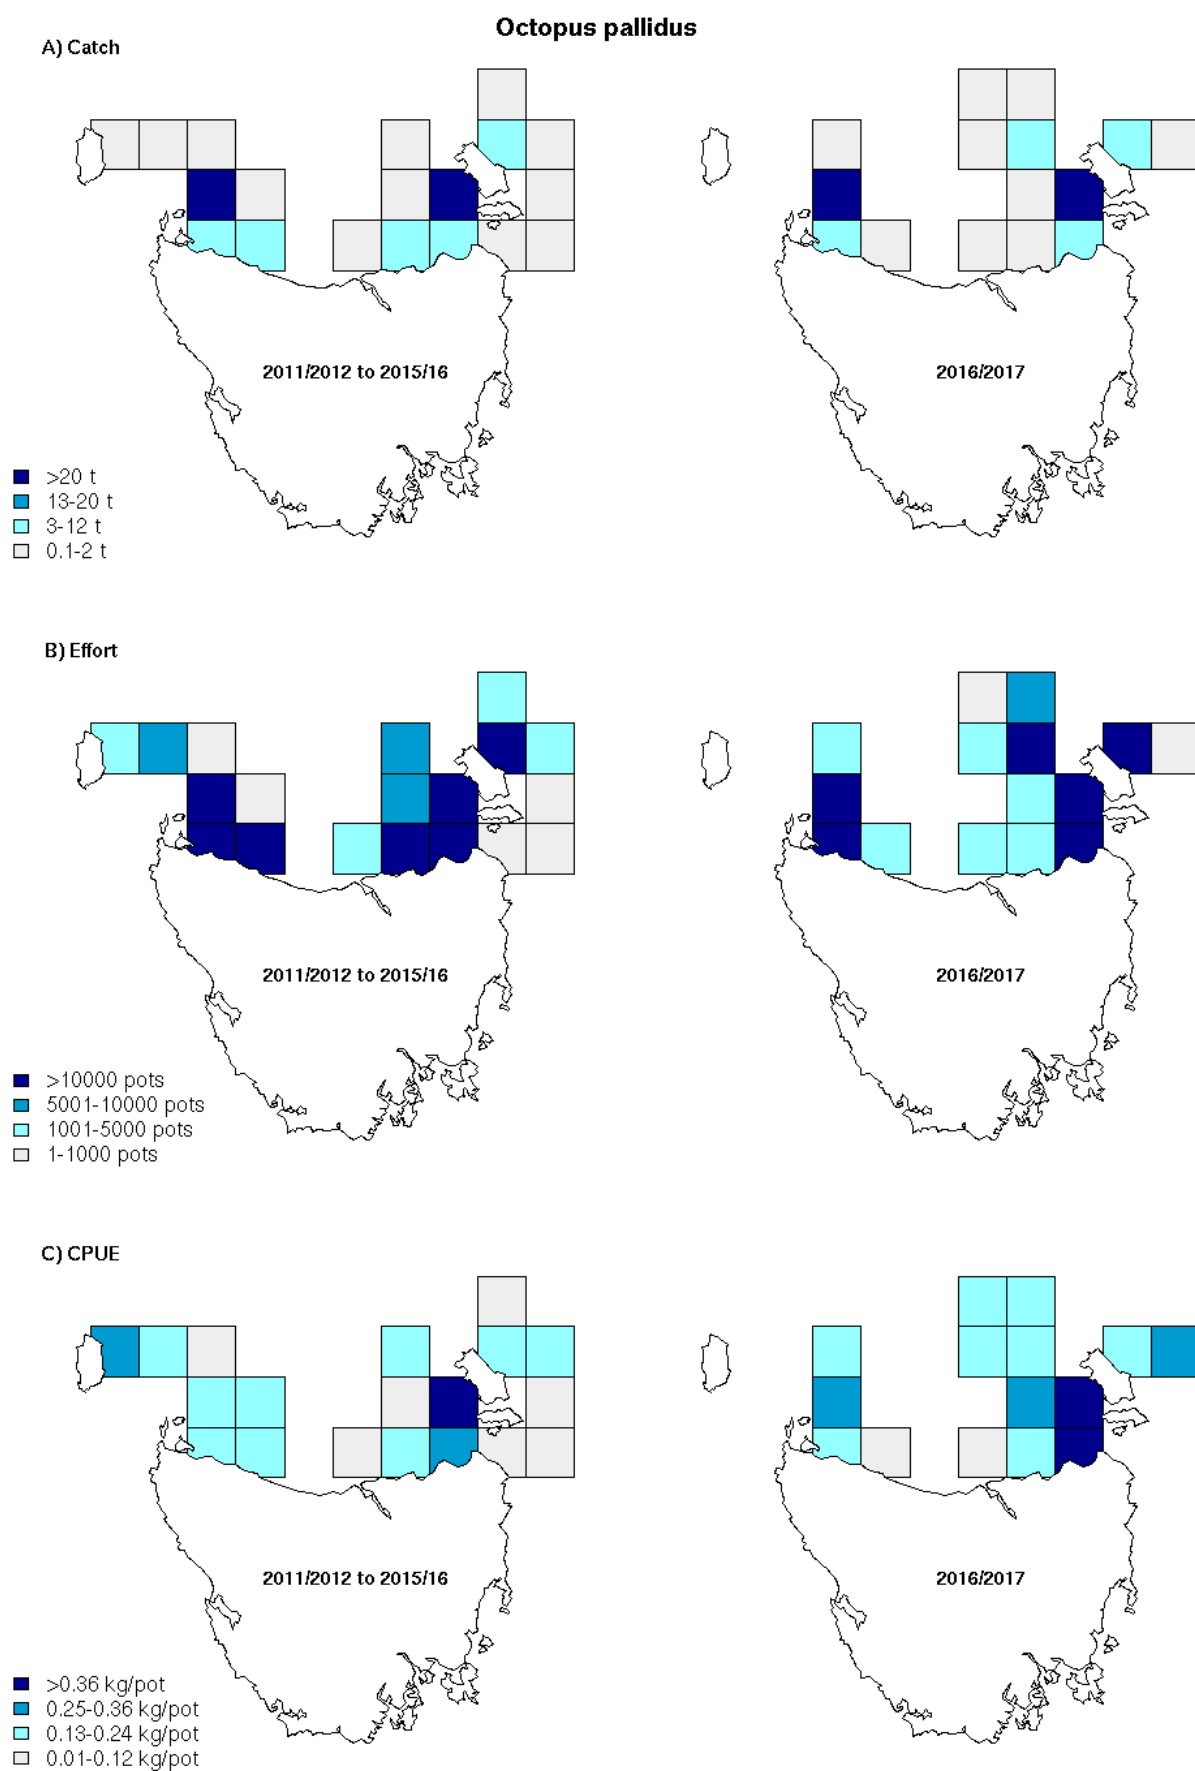 Octopus pallidus
A) Catch
2011/2012 to 2015/16
2016/2017
>20 t
13-20 t
3-12 t
0.1-2 t
B) Effort
2011/2012 to 2015/16
2016/2017
>10000 pots
5001-10000 pots
1001-5000 pots
1-1000 pots
C) CPUE
2011/2012 to 2015/16
2016/2017
>0.36 kg/pot
0.25-0.36 kg/pot
0.13-0.24 kg/pot
0.01-0.12 kg/pot